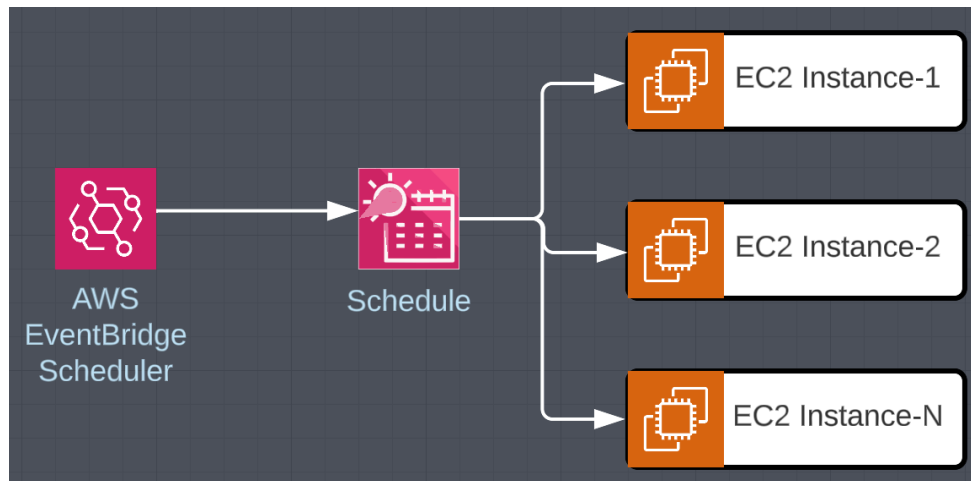 EC2 Instance-1
EC2 Instance-2
AWS
EventBridge
Scheduler
Schedule
EC2 Instance-N